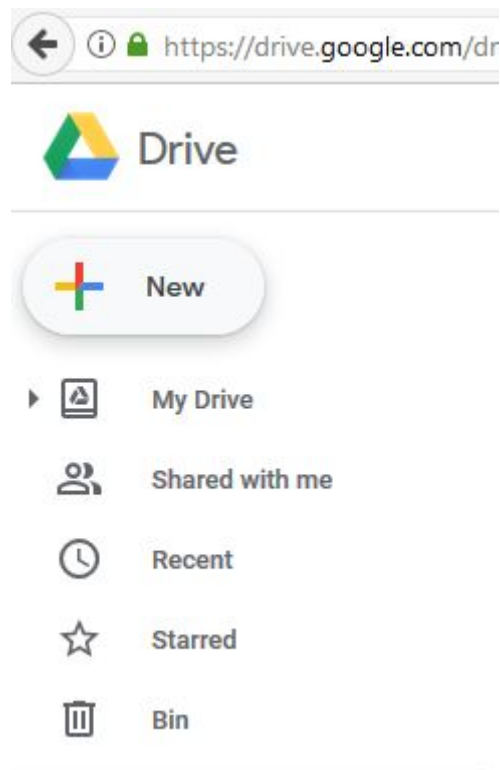 https://drive.google.com/dr
Drive
New
My Drive
Shared with me
Recent
Starred
Bin